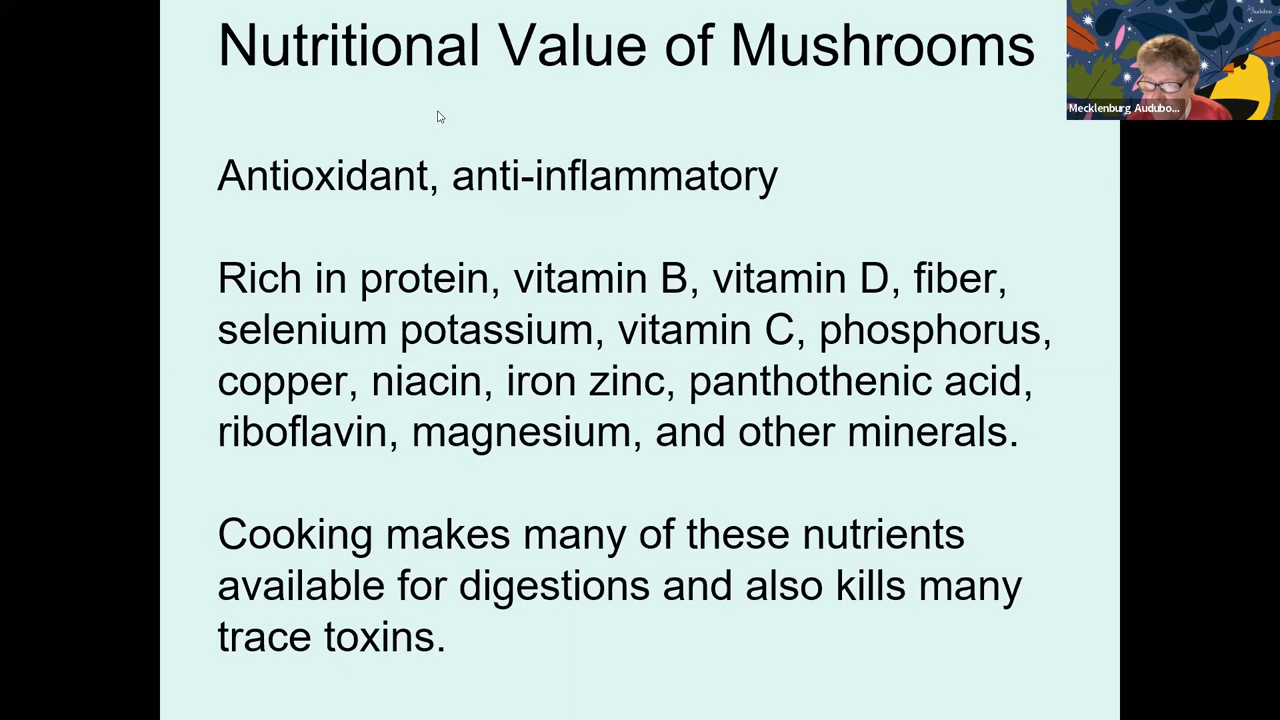 Nutritional Value of Mushrooms
Audubon
Mecklenburg Audubo...
Antioxidant, anti-inflammatory
Rich in protein, vitamin B, vitamin D, fiber,
selenium potassium, vitamin C, phosphorus,
copper, niacin, iron zinc, panthothenic acid,
riboflavin, magnesium, and other minerals.
Cooking makes many of these nutrients
available for digestions and also kills many
trace toxins.